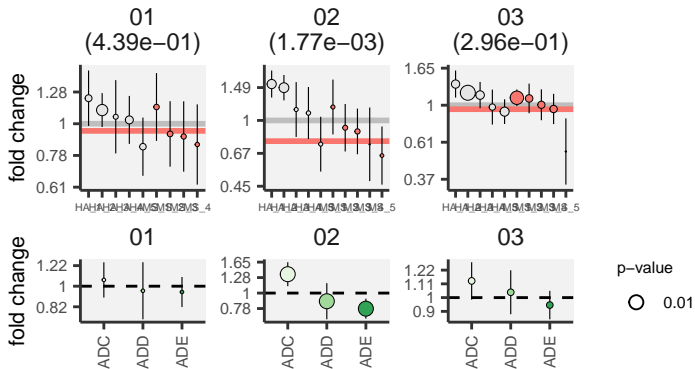 01
(4.39e−01)
02
(1.77e−03)
03
(2.96e−01)
fold change
1.28
1
0.78
0.61
1.49
1
0.67
0.45
1.65
1
0.61
0.37
01
02
03
fold change
1.22
1
0.82
1.65
1.28
1
0.78
1.22
1.11
1
0.9
ADC
ADD
ADE
ADC
ADD
ADE
ADC
ADD
ADE
p−value
0.01